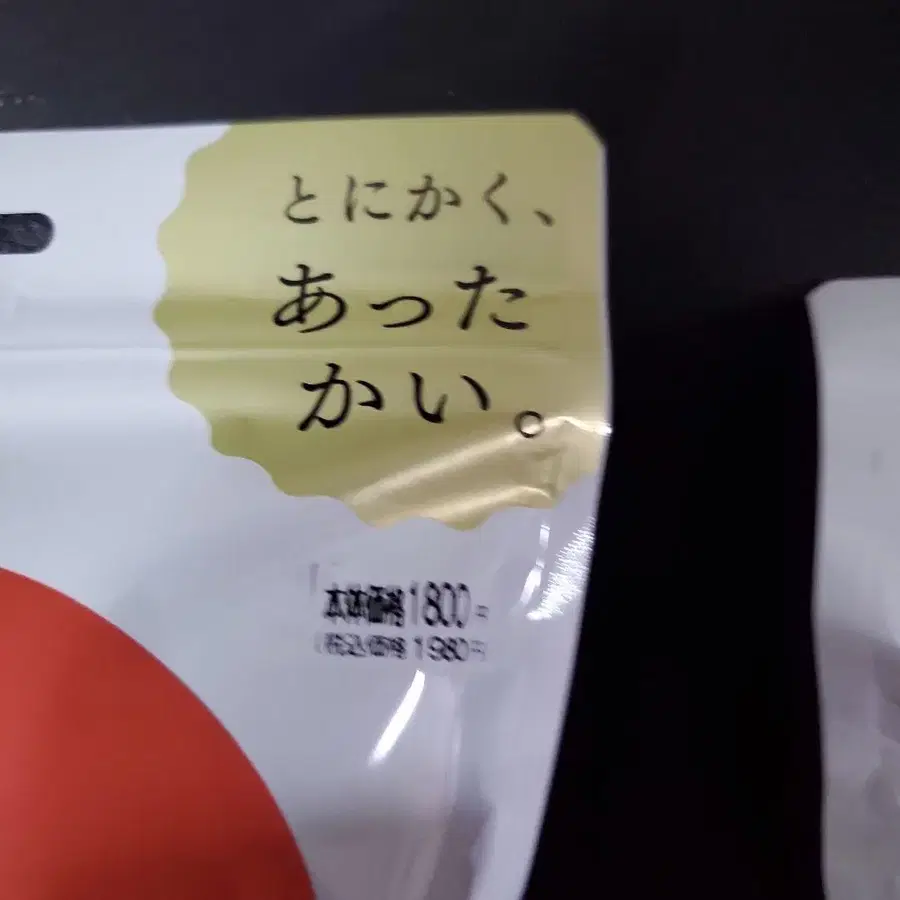 とにかく、
あった
かい。
本体価格1800円
(税込価格1980円